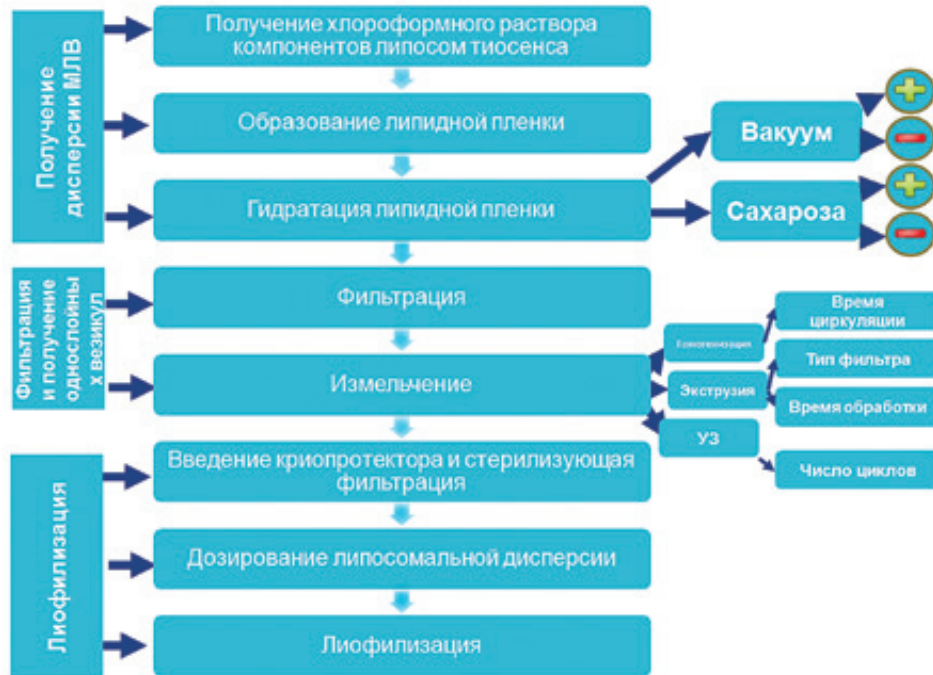 Получение
дисперсии МЛВ
Получение хлороформного раствора
компонентов липосом тиосенса
Образование липидной пленки
Гидратация липидной пленки
Вакуум
Сахароза
Фильтрация
и получение
однослойны
х везикул
Фильтрация
Измельчение
Гомогенизация
Экструзия
УЗ
Время
циркуляции
Тип фильтра
Время обработки
Число циклов
Лиофилизация
Введение криопротектора и стерилизующая
фильтрация
Дозирование липосомальной дисперсии
Лиофилизация